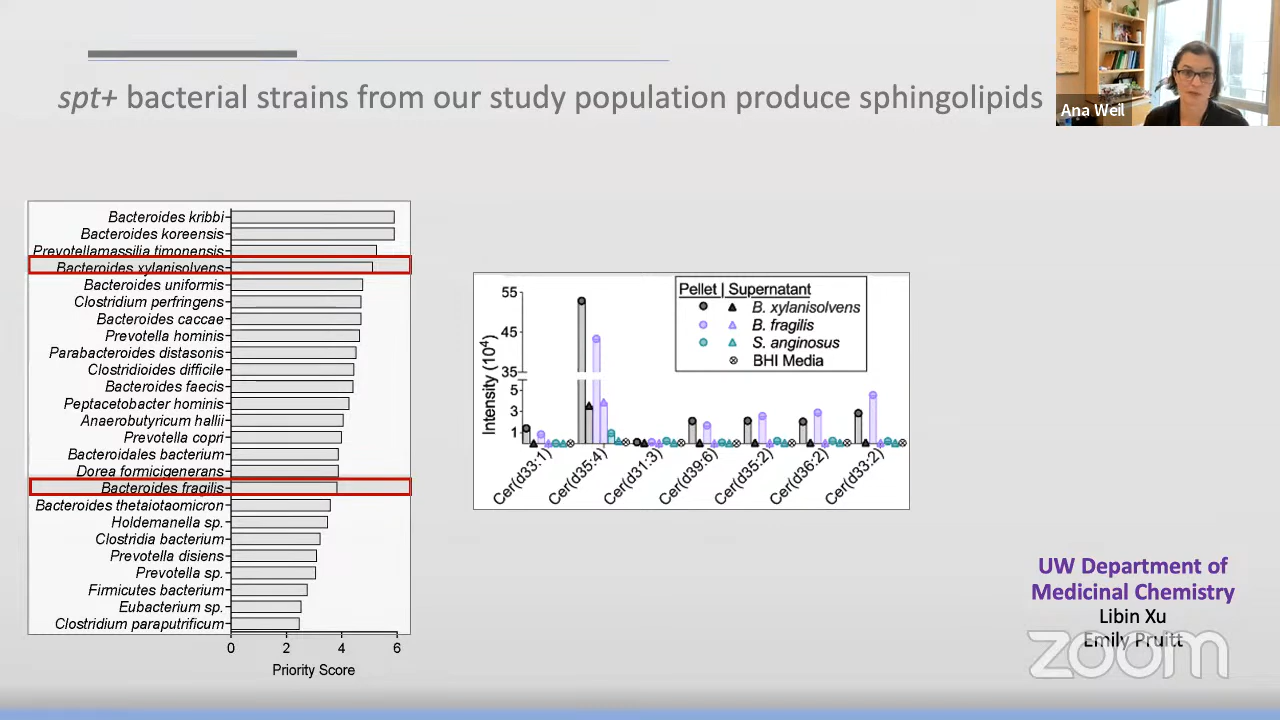 spt+ bacterial strains from our study population produce sphingolipids
Ana Weil
Bacteroides kribbi
Bacteroides koreensis
Prevotellamassilia timonensis
Bacteroides xylanisolvens
Bacteroides uniformis
Clostridium perfringens
Bacteroides caccae
Prevotella hominis
Parabacteroides distasonis
Clostridioides difficile
Bacteroides faecis
Peptacetobacter hominis
Anaerobutyricum hallii
Prevotella copri
Bacteroidales bacterium
Dorea formicigenerans
Bacteroides fragilis
Bacteroides thetaiotaomicron
Holdemanella sp.
Clostridia bacterium
Prevotella disiens
Prevotella sp.
Firmicutes bacterium
Eubacterium sp.
Clostridium paraputrificum
0 2 4 6
Priority Score
Intensity (10⁴)
55
45
35
5
3
1
Pellet | Supernatant
B. xylanisolvens
B. fragilis
S. anginosus
BHI Media
Cer(d33:1)
Cer(d35:4)
Cer(d31:3)
Cer(d39:6)
Cer(d35:2)
Cer(d36:2)
Cer(d33:2)
UW Department of
Medicinal Chemistry
Libin Xu
Emily Pruitt
zoom